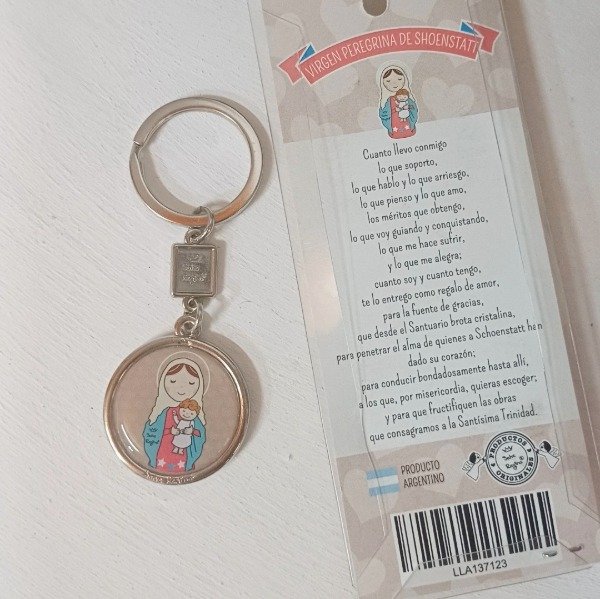 VIRGEN PEREGRINA DE SHOENSTATT
Cuanto llevo conmigo
lo que soporto,
lo que hablo y lo que arriesgo,
lo que pienso y lo que amo,
los méritos que obtengo,
lo que voy guiando y conquistando,
lo que me hace sufrir,
y lo que me alegra;
cuanto soy y cuanto tengo,
te lo entrego como regalo de amor,
para la fuente de gracias,
que desde el Santuario brota cristalina,
para penetrar el alma de quienes a Schoenstatt han
dado su corazón;
para conducir bondadosamente hasta allí,
a los que, por misericordia, quieras escoger;
y para que fructifiquen las obras
que consagramos a la Santísima Trinidad.
PRODUCTO
ARGENTINO
PRODUCTOS
ORIGINALES
LLA137123